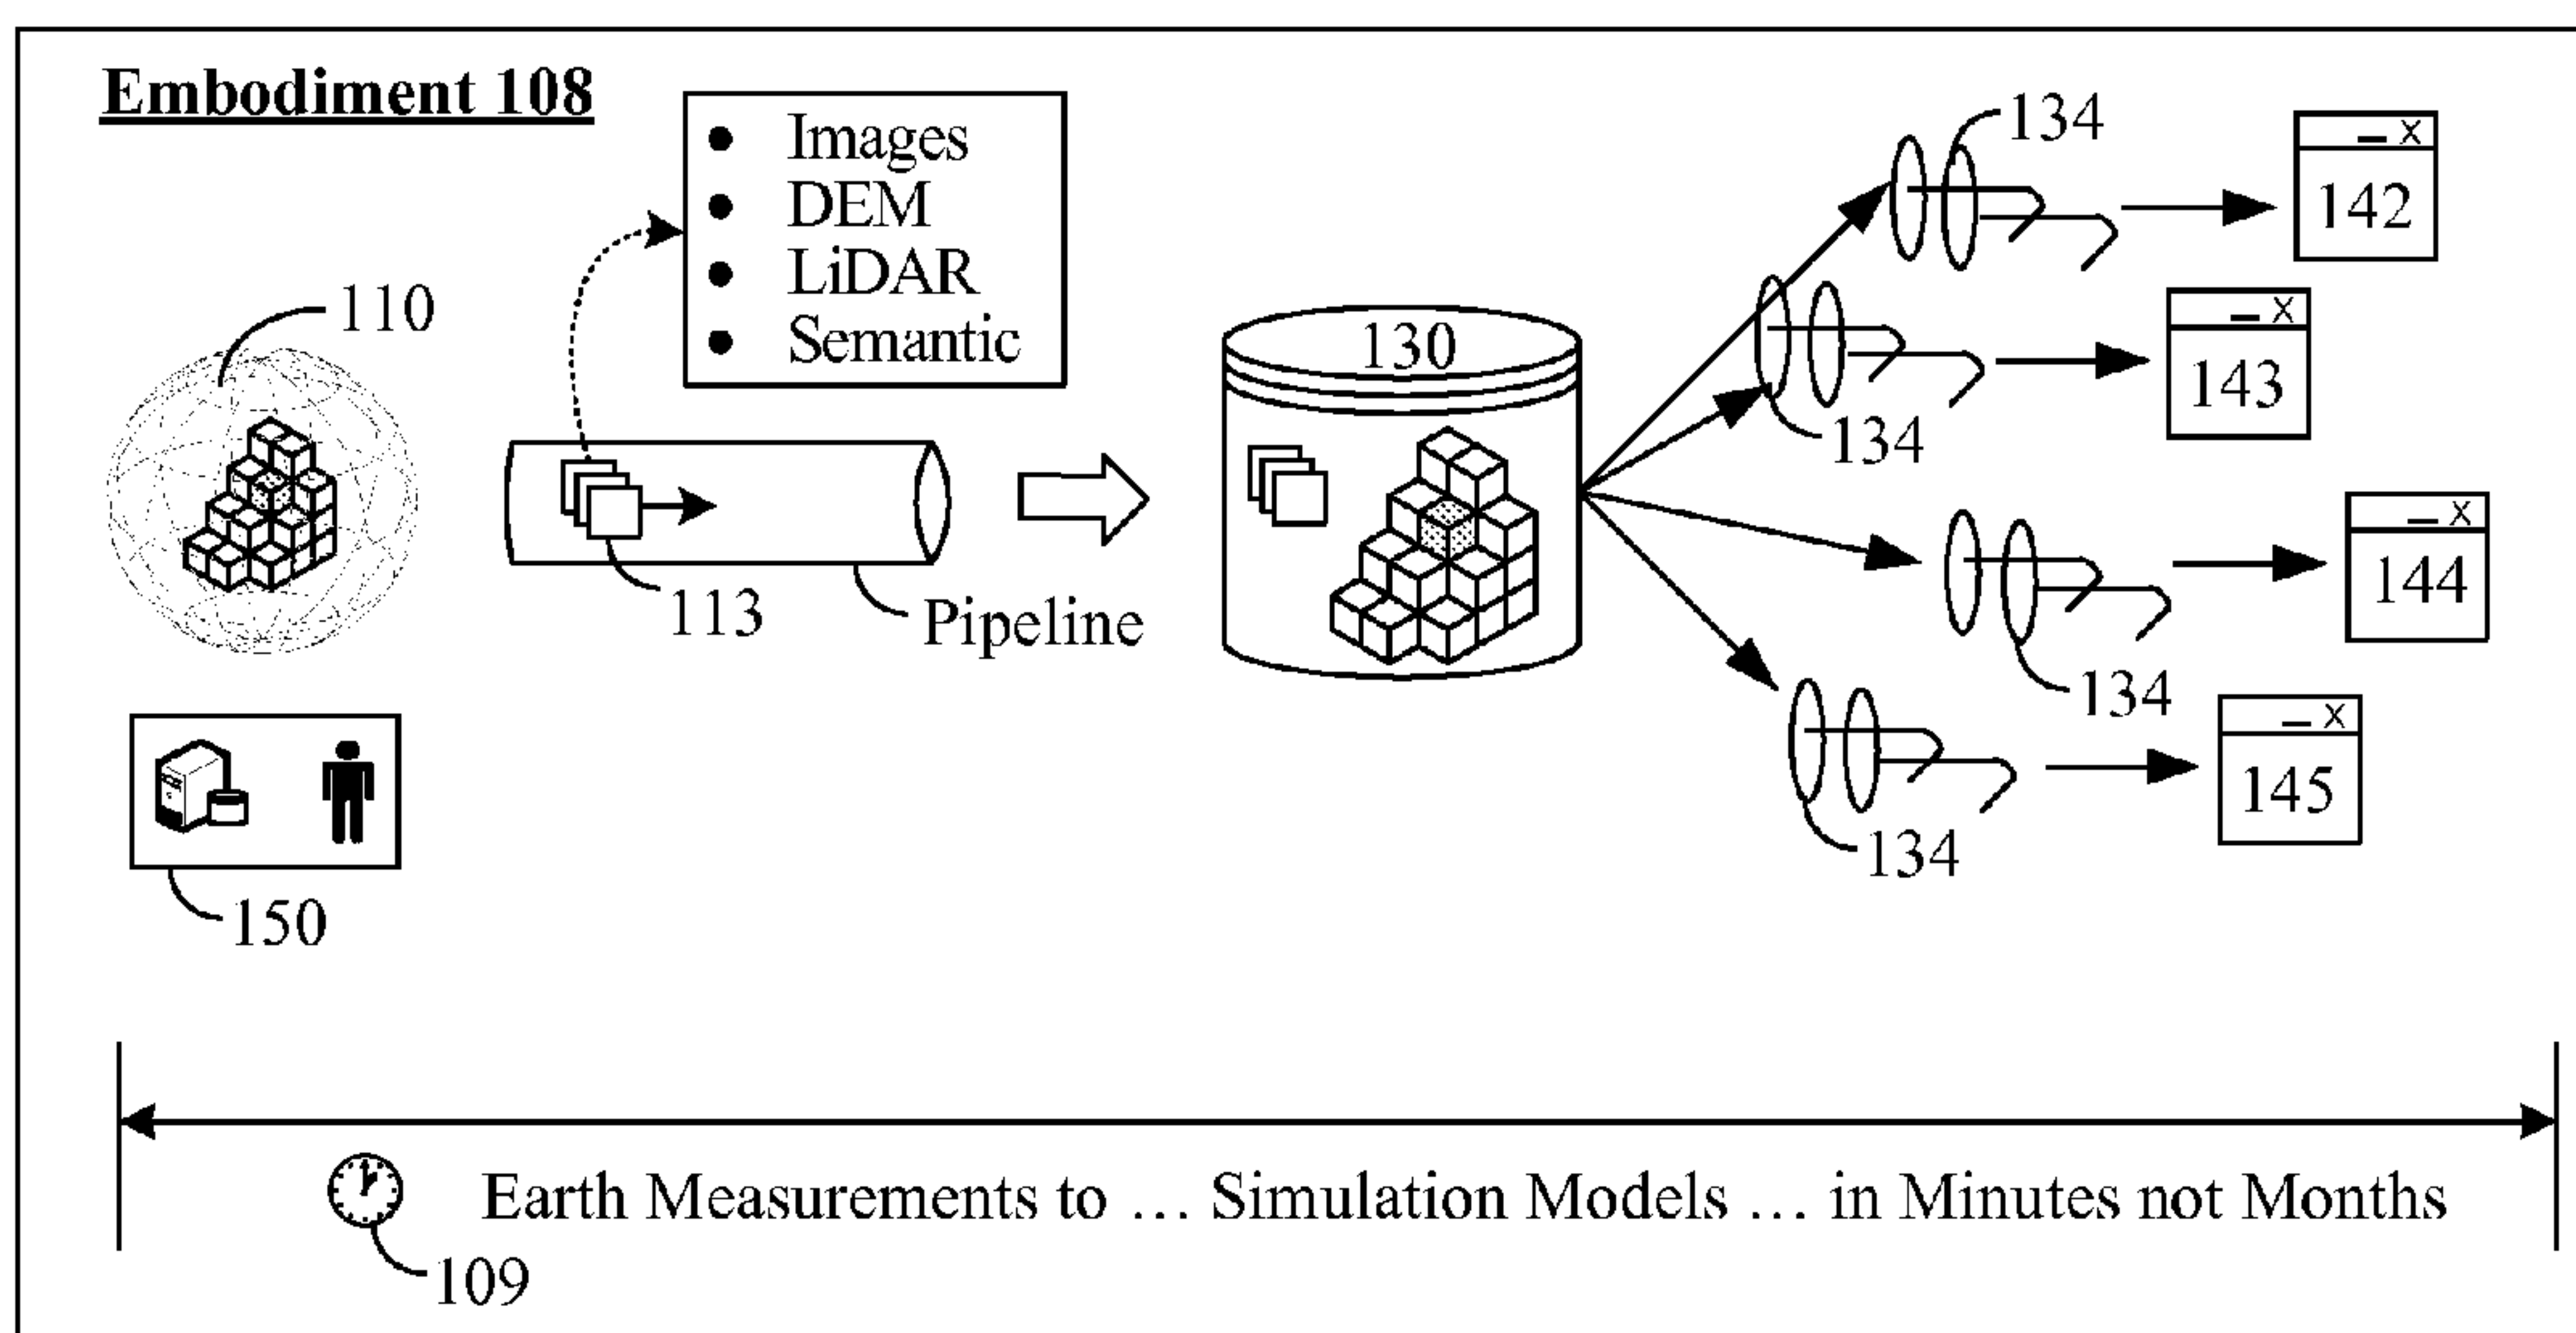 Embodiment 108
• Images
• DEM
• LiDAR
• Semantic
110
113
Pipeline
150
130
134
142
_ X
134
143
_ X
134
144
_ X
134
145
_ X
Earth Measurements to … Simulation Models … in Minutes not Months
109